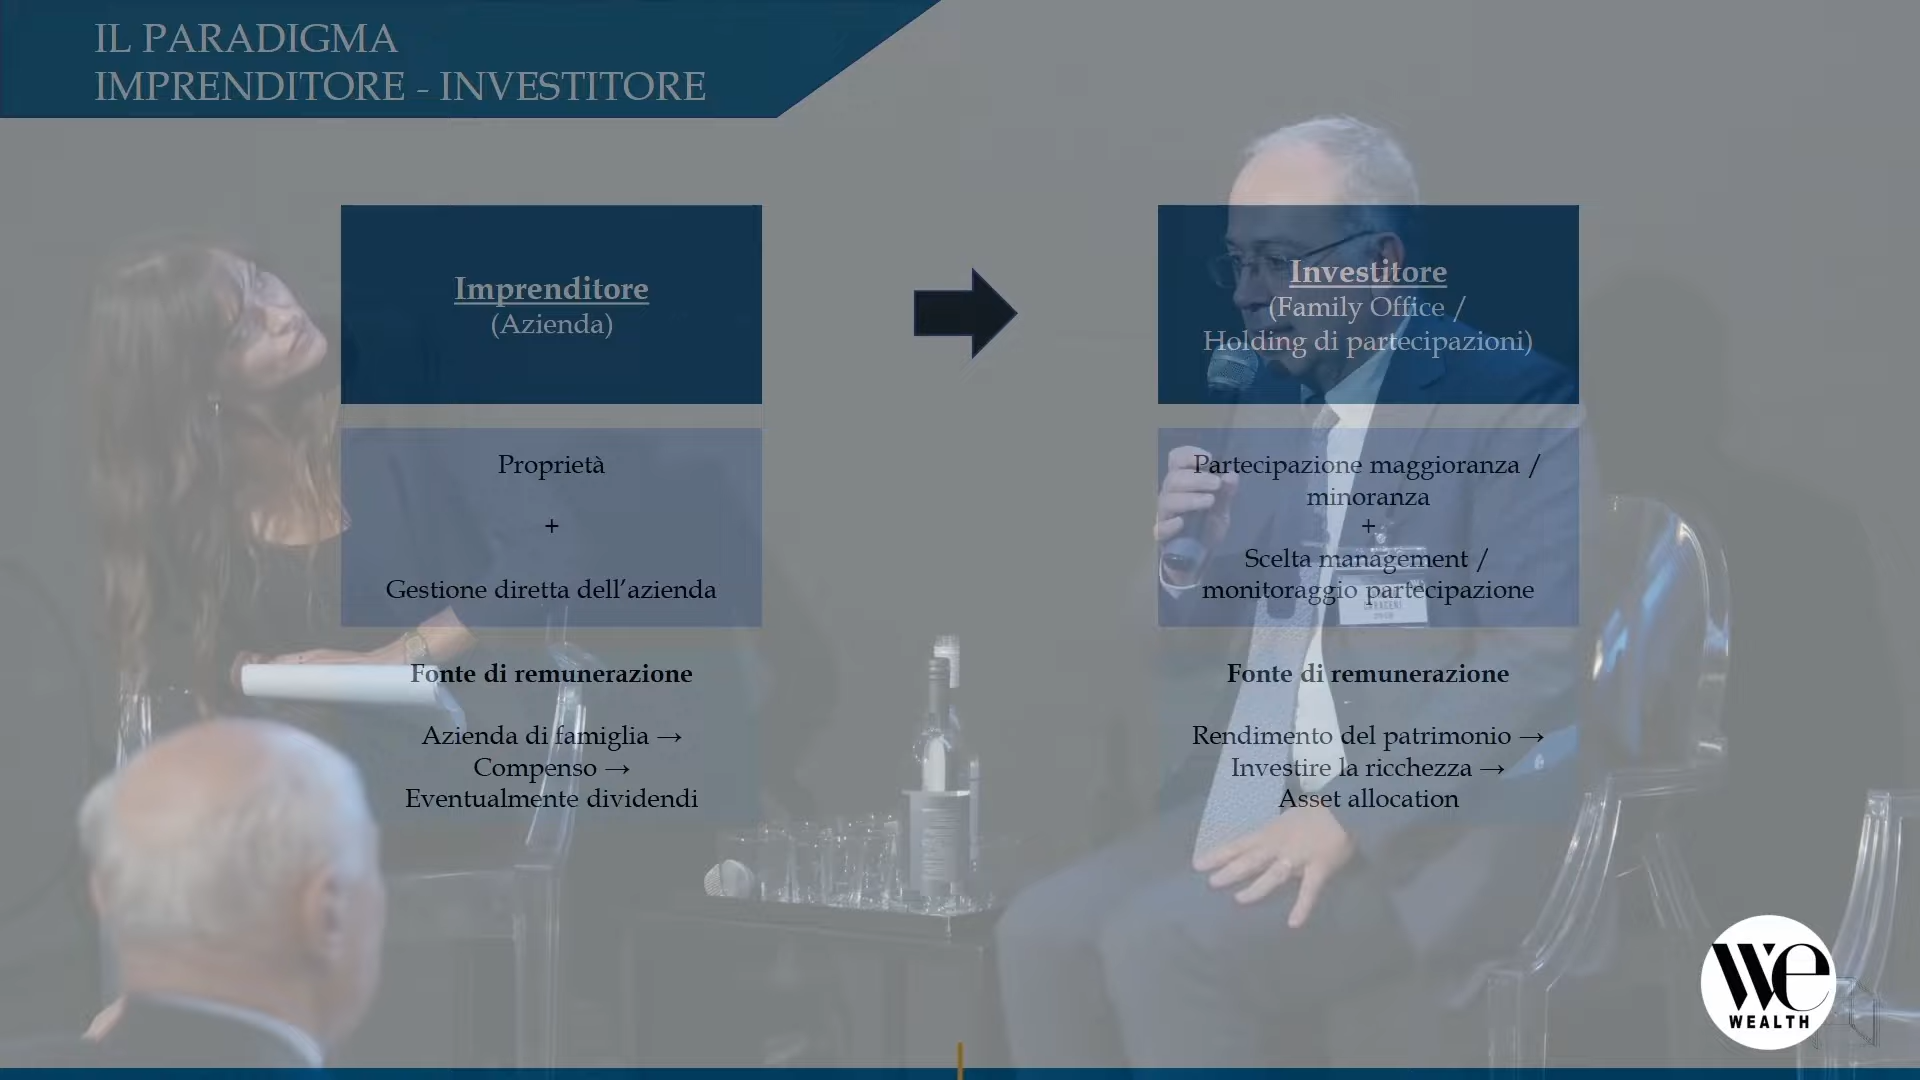 IL PARADIGMA
IMPRENDITORE - INVESTITORE
Imprenditore
(Azienda)
Proprietà
+
Gestione diretta dell’azienda
Fonte di remunerazione
Azienda di famiglia →
Compenso →
Eventualmente dividendi
Investitore
(Family Office /
Holding di partecipazioni)
Partecipazione maggioranza /
minoranza
+
Scelta management /
monitoraggio partecipazione
Fonte di remunerazione
Rendimento del patrimonio →
Investire la ricchezza →
Asset allocation
We
WEALTH